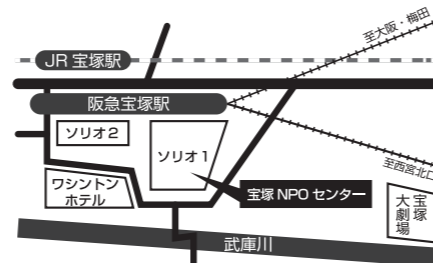 至大阪・梅田
JR 宝塚駅
阪急宝塚駅
ソリオ2
ソリオ1
至西宮北口
ワシントン
ホテル
宝塚 NPO センター
宝塚
大劇場
武庫川